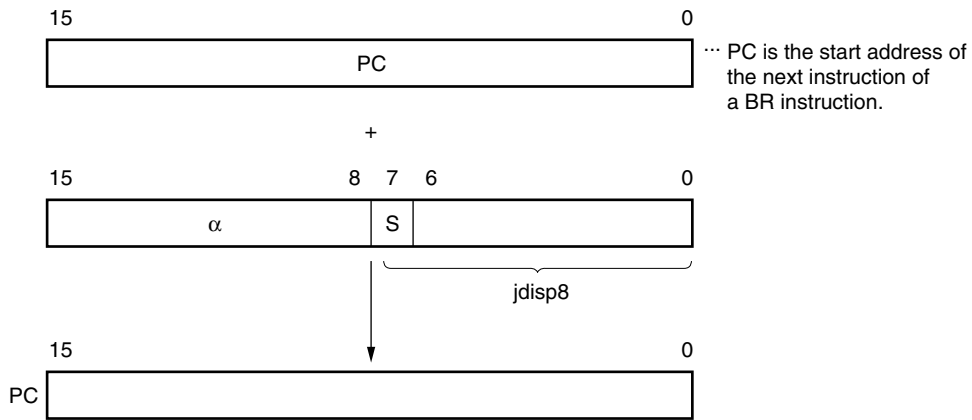 15 0
PC
... PC is the start address of
the next instruction of
a BR instruction.
+
15 8 7 6 0
α S
jdisp8
15 0
PC